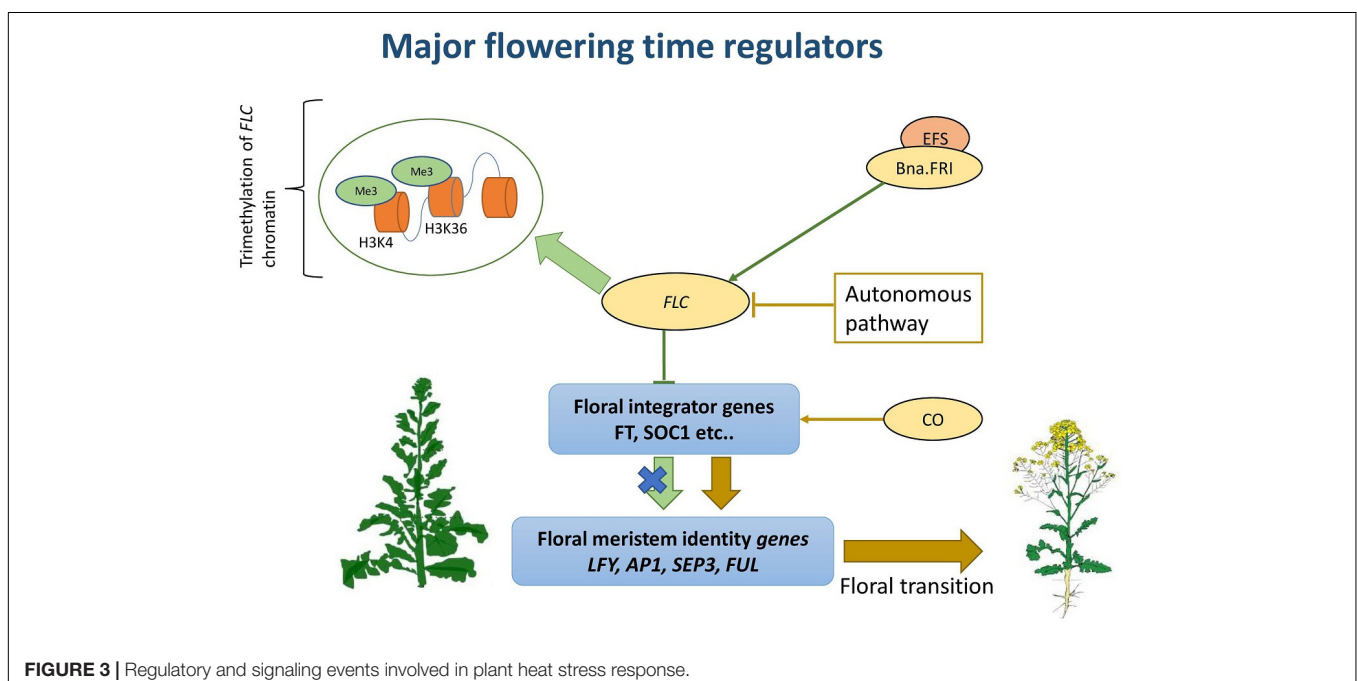 Major flowering time regulators
Trimethylation of FLC
chromatin
Me3
Me3
H3K4
H3K36
EFS
Bna.FRI
FLC
Autonomous
pathway
Floral integrator genes
FT, SOC1 etc..
CO
Floral meristem identity genes
LFY, AP1, SEP3, FUL
Floral transition
FIGURE 3 | Regulatory and signaling events involved in plant heat stress response.